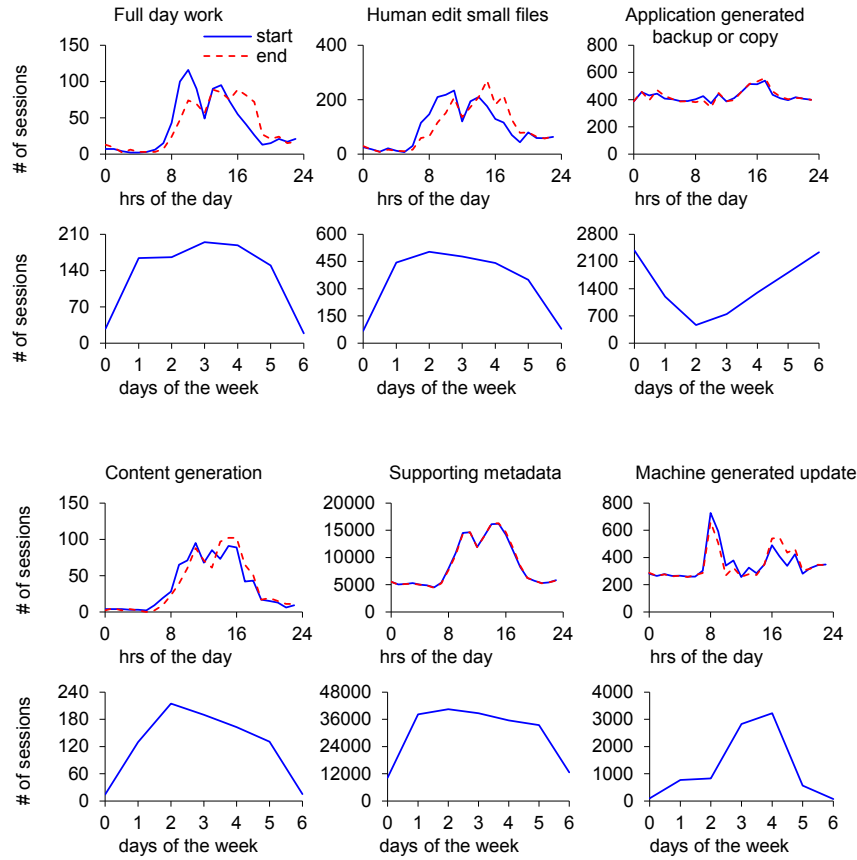 Full day work
Human edit small files
Application generated
backup or copy
start
end
# of sessions
150
100
50
0
0 8 16 24
hrs of the day
400
200
0
0 8 16 24
hrs of the day
800
600
400
200
0
0 8 16 24
hrs of the day
# of sessions
210
140
70
0
0 1 2 3 4 5 6
days of the week
600
450
300
150
0
0 1 2 3 4 5 6
days of the week
2800
2100
1400
700
0
0 1 2 3 4 5 6
days of the week
Content generation
Supporting metadata
Machine generated update
# of sessions
150
100
50
0
0 8 16 24
hrs of the day
20000
15000
10000
5000
0
0 8 16 24
hrs of the day
800
600
400
200
0
0 8 16 24
hrs of the day
# of sessions
240
180
120
60
0
0 1 2 3 4 5 6
days of the week
48000
36000
24000
12000
0
0 1 2 3 4 5 6
days of the week
4000
3000
2000
1000
0
0 1 2 3 4 5 6
days of the week